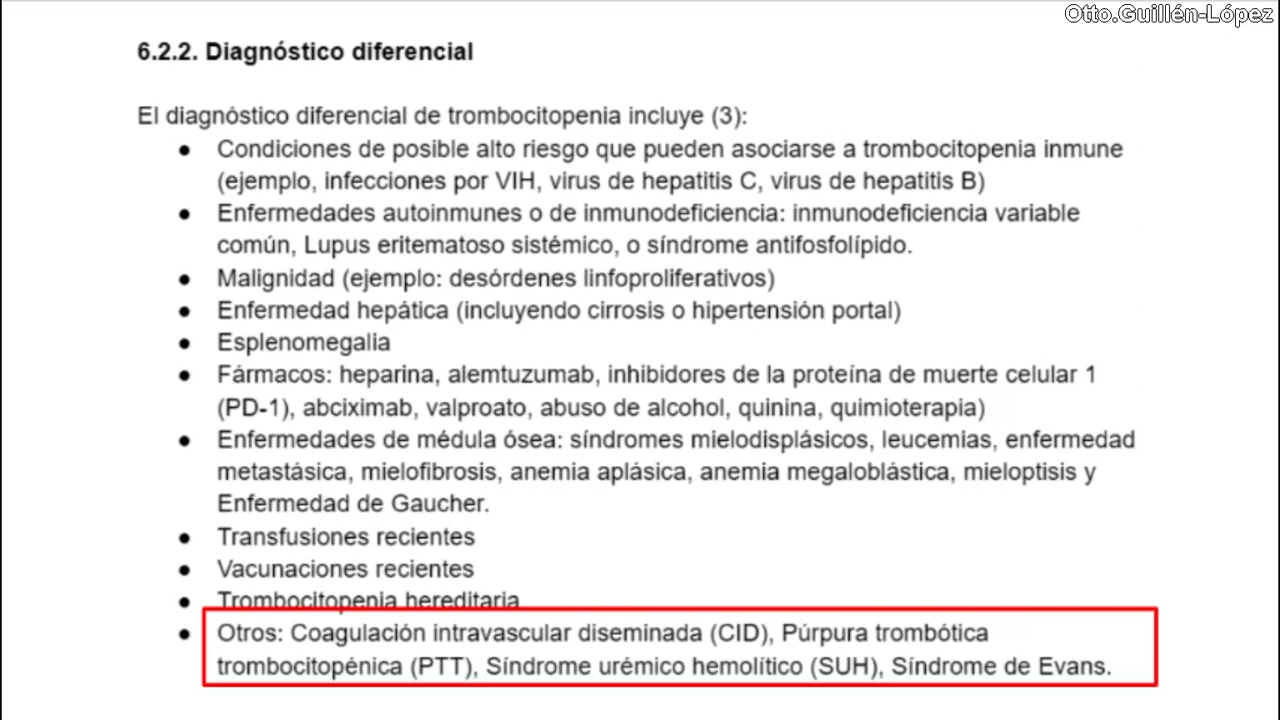 Otto.Guillén-López
6.2.2. Diagnóstico diferencial
El diagnóstico diferencial de trombocitopenia incluye (3):
● Condiciones de posible alto riesgo que pueden asociarse a trombocitopenia inmune
(ejemplo, infecciones por VIH, virus de hepatitis C, virus de hepatitis B)
● Enfermedades autoinmunes o de inmunodeficiencia: inmunodeficiencia variable
común, Lupus eritematoso sistémico, o síndrome antifosfolípido.
● Malignidad (ejemplo: desórdenes linfoproliferativos)
● Enfermedad hepática (incluyendo cirrosis o hipertensión portal)
● Esplenomegalia
● Fármacos: heparina, alemtuzumab, inhibidores de la proteína de muerte celular 1
(PD-1), abciximab, valproato, abuso de alcohol, quinina, quimioterapia)
● Enfermedades de médula ósea: síndromes mielodisplásicos, leucemias, enfermedad
metastásica, mielofibrosis, anemia aplásica, anemia megaloblástica, mieloptisis y
Enfermedad de Gaucher.
● Transfusiones recientes
● Vacunaciones recientes
● Trombocitopenia hereditaria
● Otros: Coagulación intravascular diseminada (CID), Púrpura trombótica
trombocitopénica (PTT), Síndrome urémico hemolítico (SUH), Síndrome de Evans.